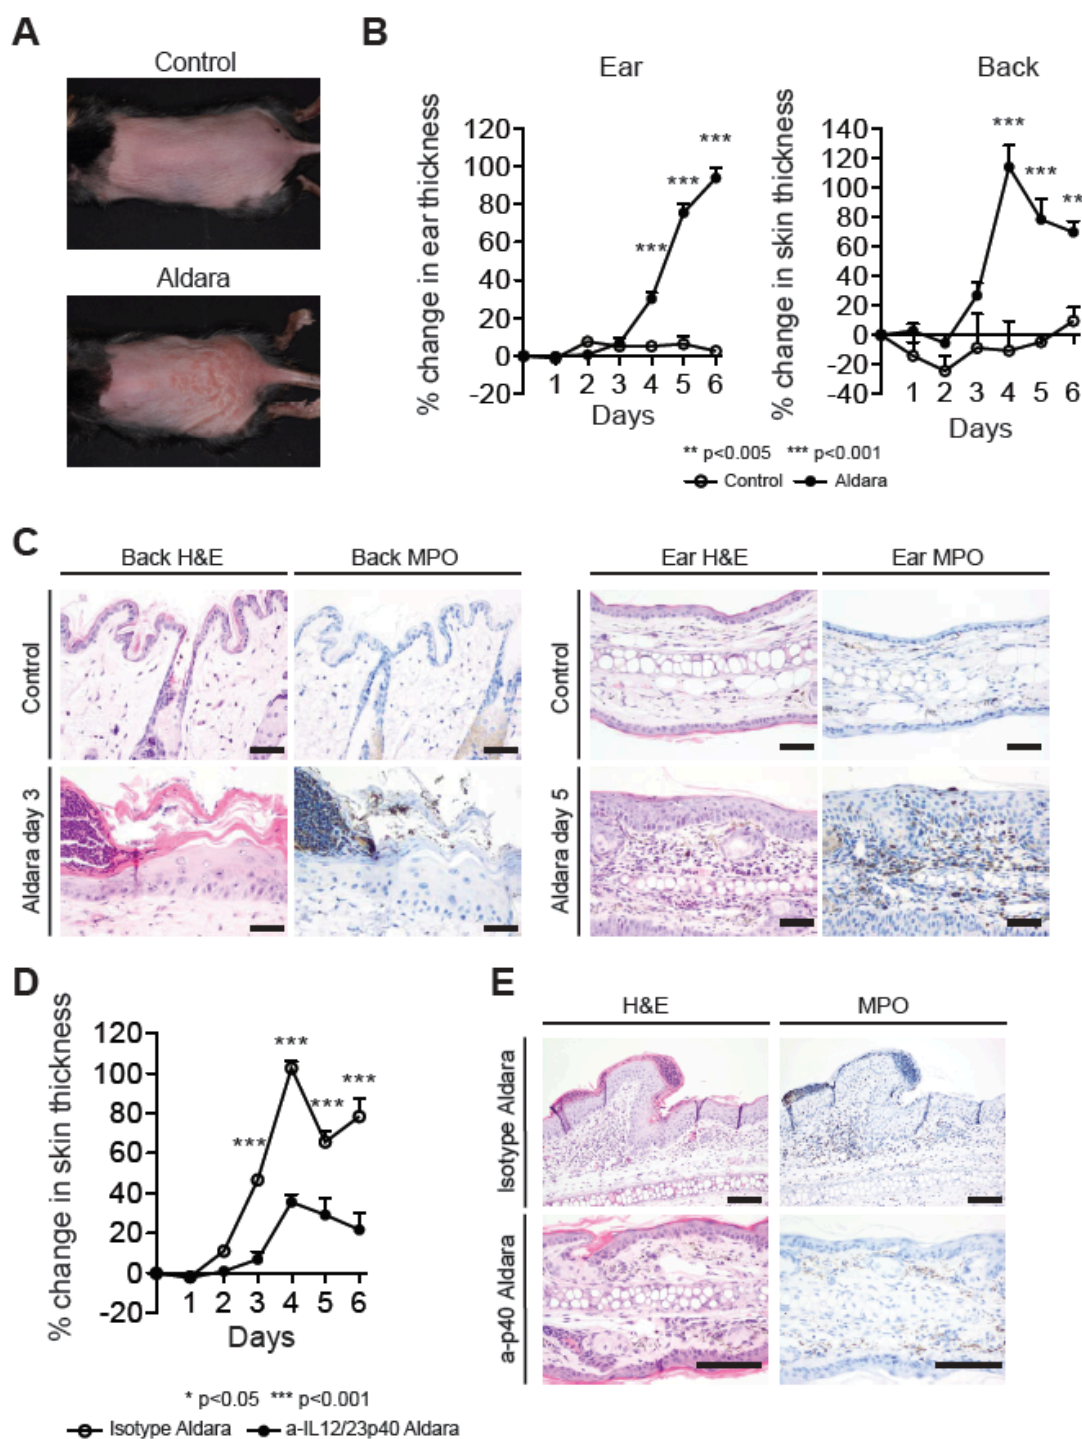 A
Control
Aldara
B
Ear
% change in ear thickness
120
100
80
60
40
20
0
-20
1 2 3 4 5 6
Days
***
***
***
Back
% change in skin thickness
140
120
100
80
60
40
20
0
-20
-40
1 2 3 4 5 6
Days
***
***
**
** p<0.005 *** p<0.001
Control Aldara
C
Back H&E Back MPO Ear H&E Ear MPO
Control
Aldara day 3
Control
Aldara day 5
D
% change in skin thickness
120
100
80
60
40
20
0
-20
1 2 3 4 5 6
Days
***
***
***
***
* p<0.05 *** p<0.001
Isotype Aldara a-IL12/23p40 Aldara
E
H&E MPO
Isotype Aldara
a-p40 Aldara